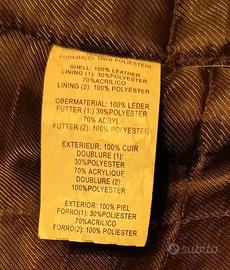 FODERA(2): 100% POLIESTERE
SHELL: 100% LEATHER
LINING (1): 30%POLYESTER
70%ACRILICO
LINING (2): 100% POLYESTER
OBERMATERIAL: 100% LEDER
FUTTER (1): 30%POLYESTER
70% ACRYL
FUTTER (2): 100% POLYESTER
EXTERIEUR: 100% CUIR
DOUBLURE (1):
30%POLYESTER
70% ACRYLIQUE
DOUBLURE (2):
100%POLYESTER
EXTERIOR: 100% PIEL
FORRO(1): 30%POLIESTER
70%ACRILICO
FORRO(2): 100% POLIESTER
subito